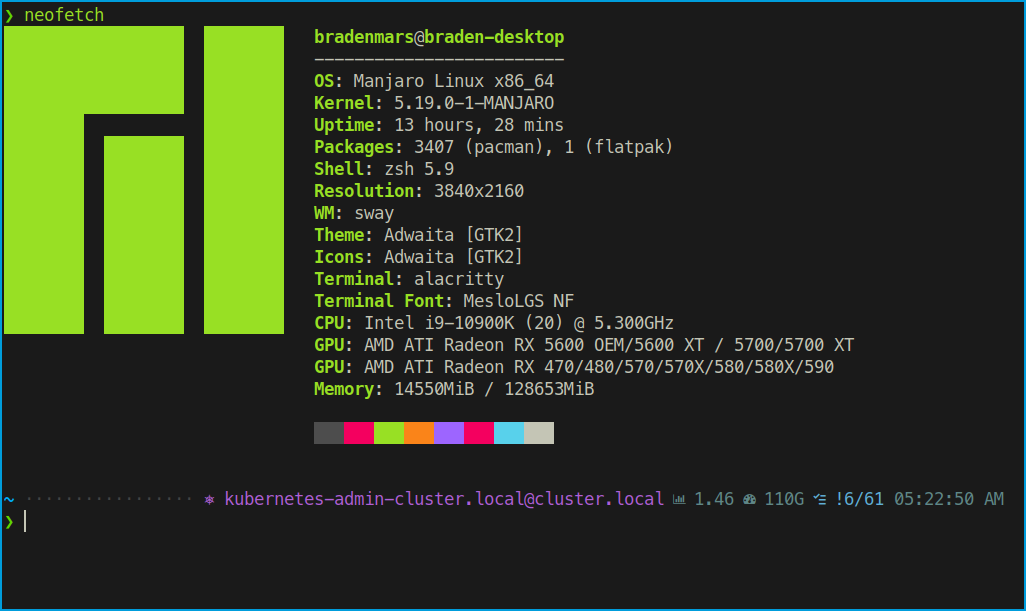 ❯ neofetch
bradenmars@braden-desktop
-------------------------
OS: Manjaro Linux x86_64
Kernel: 5.19.0-1-MANJARO
Uptime: 13 hours, 28 mins
Packages: 3407 (pacman), 1 (flatpak)
Shell: zsh 5.9
Resolution: 3840x2160
WM: sway
Theme: Adwaita [GTK2]
Icons: Adwaita [GTK2]
Terminal: alacritty
Terminal Font: MesloLGS NF
CPU: Intel i9-10900K (20) @ 5.300GHz
GPU: AMD ATI Radeon RX 5600 OEM/5600 XT / 5700/5700 XT
GPU: AMD ATI Radeon RX 470/480/570/570X/580/580X/590
Memory: 14550MiB / 128653MiB
~ ················· ⎈ kubernetes-admin-cluster.local@cluster.local 1.46 110G !6/61 05:22:50 AM
❯